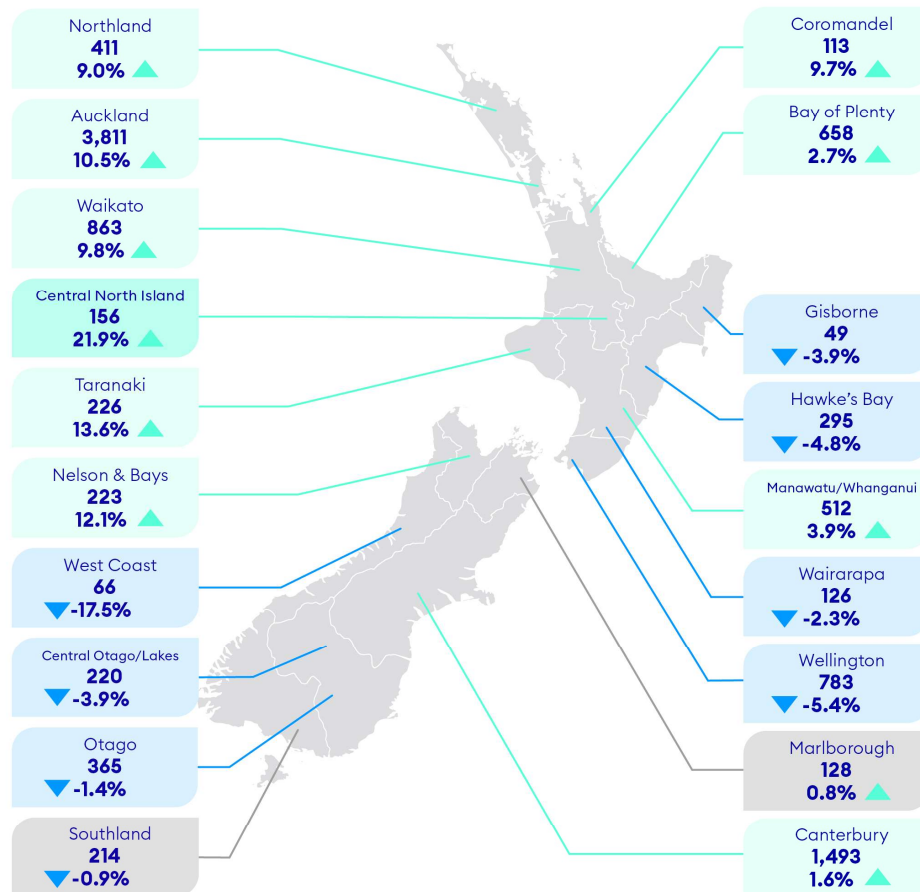 Northland
411
9.0%
Auckland
3,811
10.5%
Waikato
863
9.8%
Central North Island
156
21.9%
Taranaki
226
13.6%
Nelson & Bays
223
12.1%
West Coast
66
-17.5%
Central Otago/Lakes
220
-3.9%
Otago
365
-1.4%
Southland
214
-0.9%
Coromandel
113
9.7%
Bay of Plenty
658
2.7%
Gisborne
49
-3.9%
Hawke's Bay
295
-4.8%
Manawatu/Whanganui
512
3.9%
Wairarapa
126
-2.3%
Wellington
783
-5.4%
Marlborough
128
0.8%
Canterbury
1,493
1.6%